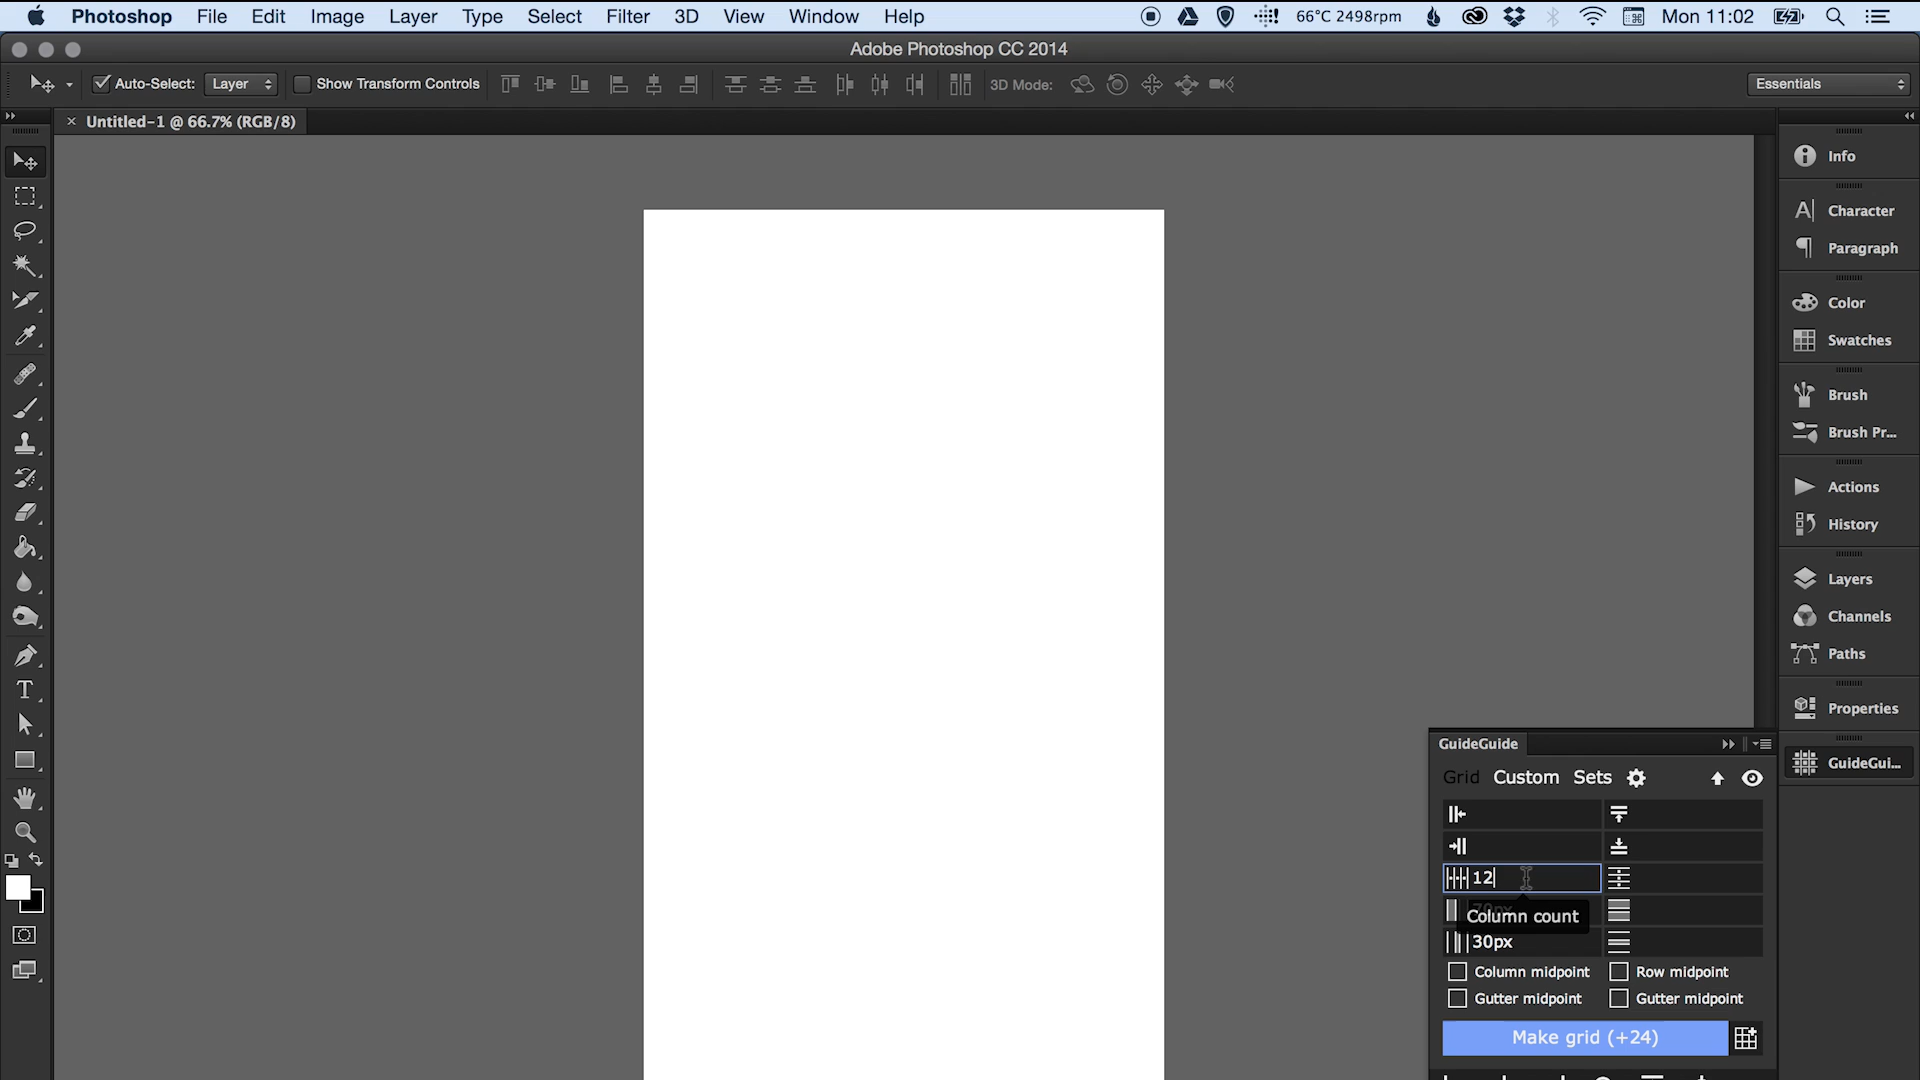 Photoshop File Edit Image Layer Type Select Filter 3D View Window Help 66°C 2498rpm Mon 11:02
Adobe Photoshop CC 2014
Auto-Select: Layer Show Transform Controls 3D Mode: Essentials
× Untitled-1 @ 66.7% (RGB/8)
Info
Character
Paragraph
Color
Swatches
Brush
Brush Pr...
Actions
History
Layers
Channels
Paths
Properties
GuideGui...
GuideGuide
Grid Custom Sets
12
70px
Column count
30px
Column midpoint Row midpoint
Gutter midpoint Gutter midpoint
Make grid (+24)